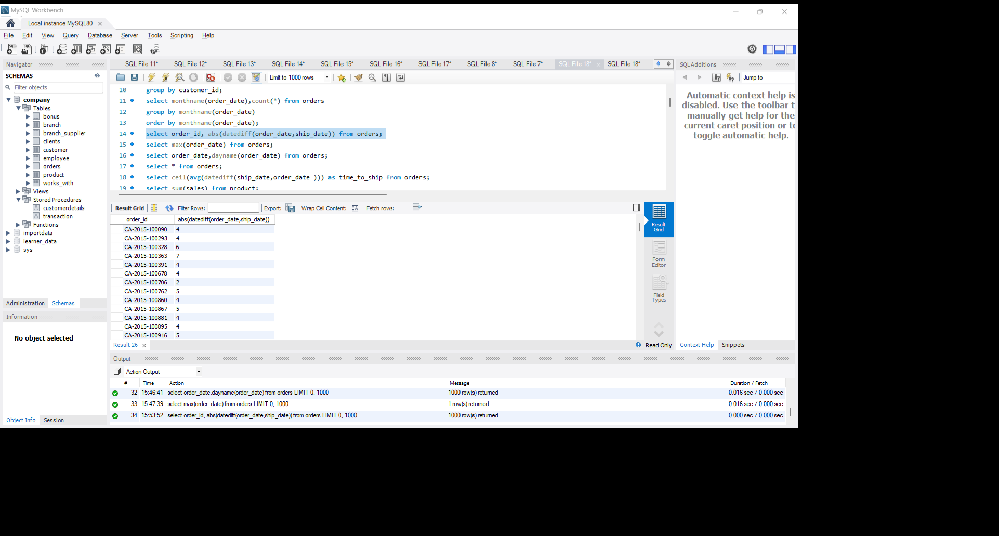 MySQL Workbench
Local instance MySQL80
File Edit View Query Database Server Tools Scripting Help
Navigator
SCHEMAS
Filter objects
company
Tables
bonus
branch
branch_supplier
clients
customer
employee
orders
product
works_with
Views
Stored Procedures
customerdetails
transaction
Functions
importdata
learner_data
sys
Administration Schemas
Information
No object selected
Object Info Session
SQL File 11* SQL File 12* SQL File 13* SQL File 14* SQL File 15* SQL File 16* SQL File 17* SQL File 8* SQL File 7* SQL File 18* SQL File 18*
Limit to 1000 rows
10 group by customer_id;
11 select monthname(order_date),count(*) from orders
12 group by monthname(order_date)
13 order by monthname(order_date);
14 select order_id, abs(datediff(order_date,ship_date)) from orders;
15 select max(order_date) from orders;
16 select order_date,dayname(order_date) from orders;
17 select * from orders;
18 select ceil(avg(datediff(ship_date,order_date ))) as time_to_ship from orders;
19 select sum(sales) from product;
Result Grid Filter Rows: Export: Wrap Cell Content: Fetch rows:
order_id abs(datediff(order_date,ship_date))
CA-2015-100090 4
CA-2015-100293 4
CA-2015-100328 6
CA-2015-100363 7
CA-2015-100391 4
CA-2015-100678 4
CA-2015-100706 2
CA-2015-100762 5
CA-2015-100860 4
CA-2015-100867 5
CA-2015-100881 4
CA-2015-100895 4
CA-2015-100916 5
Result
Grid
Form
Editor
Field
Types
Result 26
Read Only
SQLAdditions
Jump to
Automatic context help is
disabled. Use the toolbar t
manually get help for the
current caret position or to
toggle automatic help.
Context Help Snippets
Output
Action Output
# Time Action Message Duration / Fetch
32 15:46:41 select order_date,dayname(order_date) from orders LIMIT 0, 1000 1000 row(s) returned 0.016 sec / 0.000 sec
33 15:47:39 select max(order_date) from orders LIMIT 0, 1000 1 row(s) returned 0.016 sec / 0.000 sec
34 15:53:52 select order_id, abs(datediff(order_date,ship_date)) from orders LIMIT 0, 1000 1000 row(s) returned 0.000 sec / 0.000 sec